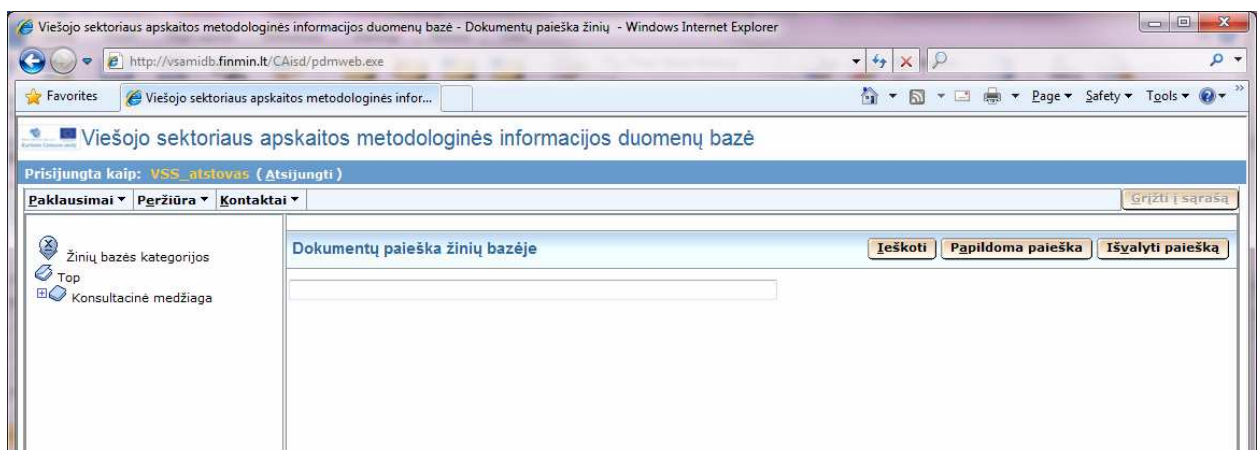 Viešojo sektoriaus apskaitos metodologinės informacijos duomenų bazė - Dokumentų paieška žinių - Windows Internet Explorer
http://vsamidb.finmin.lt/CAisd/pdmweb.exe
Favorites Viešojo sektoriaus apskaitos metodologinės infor... Page Safety Tools
Viešojo sektoriaus apskaitos metodologinės informacijos duomenų bazė
Prisijungta kaip: VSS_atstovas (Atsijungti)
Paklausimai Peržiūra Kontaktai Grįžti į sąrašą
Žinių bazės kategorijos
Top
Konsultacinė medžiaga
Dokumentų paieška žinių bazėje Ieškoti Papildoma paieška Išvalyti paiešką